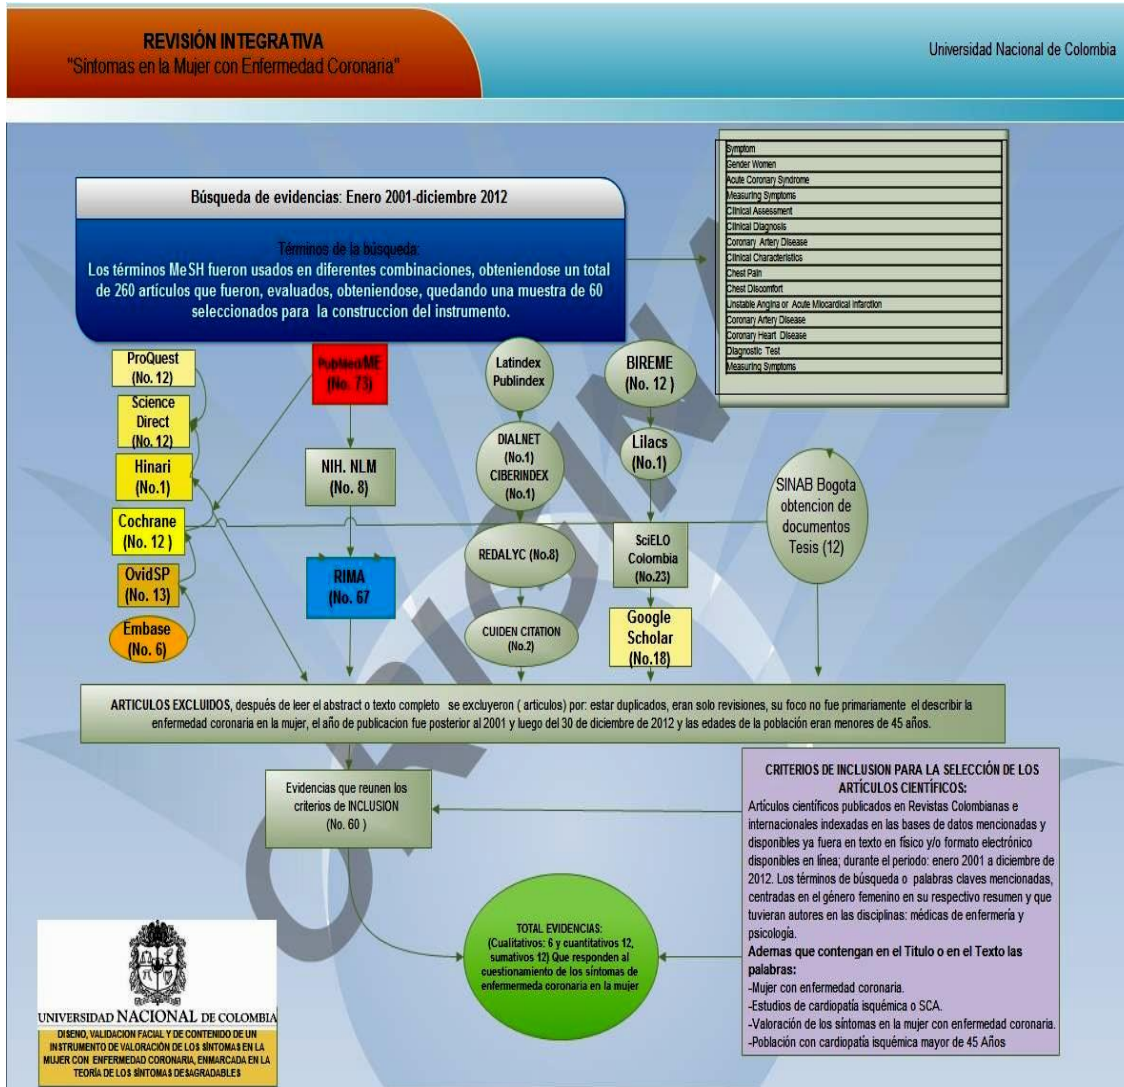 REVISIÓN INTEGRATIVA
"Síntomas en la Mujer con Enfermedad Coronaria"
Universidad Nacional de Colombia
Búsqueda de evidencias: Enero 2001-diciembre 2012
Términos de la búsqueda:
Los términos MeSH fueron usados en diferentes combinaciones, obteniendose un total
de 260 artículos que fueron, evaluados, obteniendose, quedando una muestra de 60
seleccionados para la construccion del instrumento.
Symptom
Gender Women
Acute Coronary Syndrome
Measuring Symptoms
Clinical Assessment
Clinical Diagnosis
Coronary Artery Disease
Clinical Characteristics
Chest Pain
Chest Discomfort
Unstable Angina or Acute Miocardical Infarction
Coronary Artery Disease
Coronary Heart Disease
Diagnostic Test
Measuring Symptoms
ProQuest
(No. 12)
Science
Direct
(No. 12)
Hinari
(No.1)
Cochrane
(No. 12 )
OvidSP
(No. 13)
Embase
(No. 6)
PubMed/ME
(No. 73)
NIH. NLM
(No. 8)
RIMA
(No. 67
Latindex
Publindex
DIALNET
(No.1)
CIBERINDEX
(No.1)
REDALYC (No.8)
CUIDEN CITATION
(No.2)
BIREME
(No. 12 )
Lilacs
(No.1)
SciELO
Colombia
(No.23)
Google
Scholar
(No.18)
SINAB Bogota
obtencion de
documentos
Tesis (12)
ARTICULOS EXCLUIDOS, después de leer el abstract o texto completo se excluyeron ( articulos) por: estar duplicados, eran solo revisiones, su foco no fue primariamente el describir la
enfermedad coronaria en la mujer, el año de publicacion fue posterior al 2001 y luego del 30 de diciembre de 2012 y las edades de la población eran menores de 45 años.
Evidencias que reunen los
criterios de INCLUSION
(No. 60 )
CRITERIOS DE INCLUSION PARA LA SELECCIÓN DE LOS
ARTÍCULOS CIENTÍFICOS:
Artículos científicos publicados en Revistas Colombianas e
internacionales indexadas en las bases de datos mencionadas y
disponibles ya fuera en texto en físico y/o formato electrónico
disponibles en línea; durante el periodo: enero 2001 a diciembre de
2012. Los términos de búsqueda o palabras claves mencionadas,
centradas en el género femenino en su respectivo resumen y que
tuvieran autores en las disciplinas: médicas de enfermería y
psicología.
Ademas que contengan en el Titulo o en el Texto las
palabras:
-Mujer con enfermedad coronaria.
-Estudios de cardiopatía isquémica o SCA.
-Valoración de los síntomas en la mujer con enfermedad coronaria.
-Población con cardiopatía isquémica mayor de 45 Años
TOTAL EVIDENCIAS:
(Cualitativos: 6 y cuantitativos 12,
sumativos 12) Que responden al
cuestionamiento de los síntomas de
enfermermeda coronaria en la mujer
UNIVERSIDAD NACIONAL DE COLOMBIA
DISEÑO, VALIDACION FACIAL Y DE CONTENIDO DE UN
INSTRUMENTO DE VALORACIÓN DE LOS SÍNTOMAS EN LA
MUJER CON ENFERMEDAD CORONARIA, ENMARCADA EN LA
TEORÍA DE LOS SÍNTOMAS DESAGRADABLES
ORIGINAL